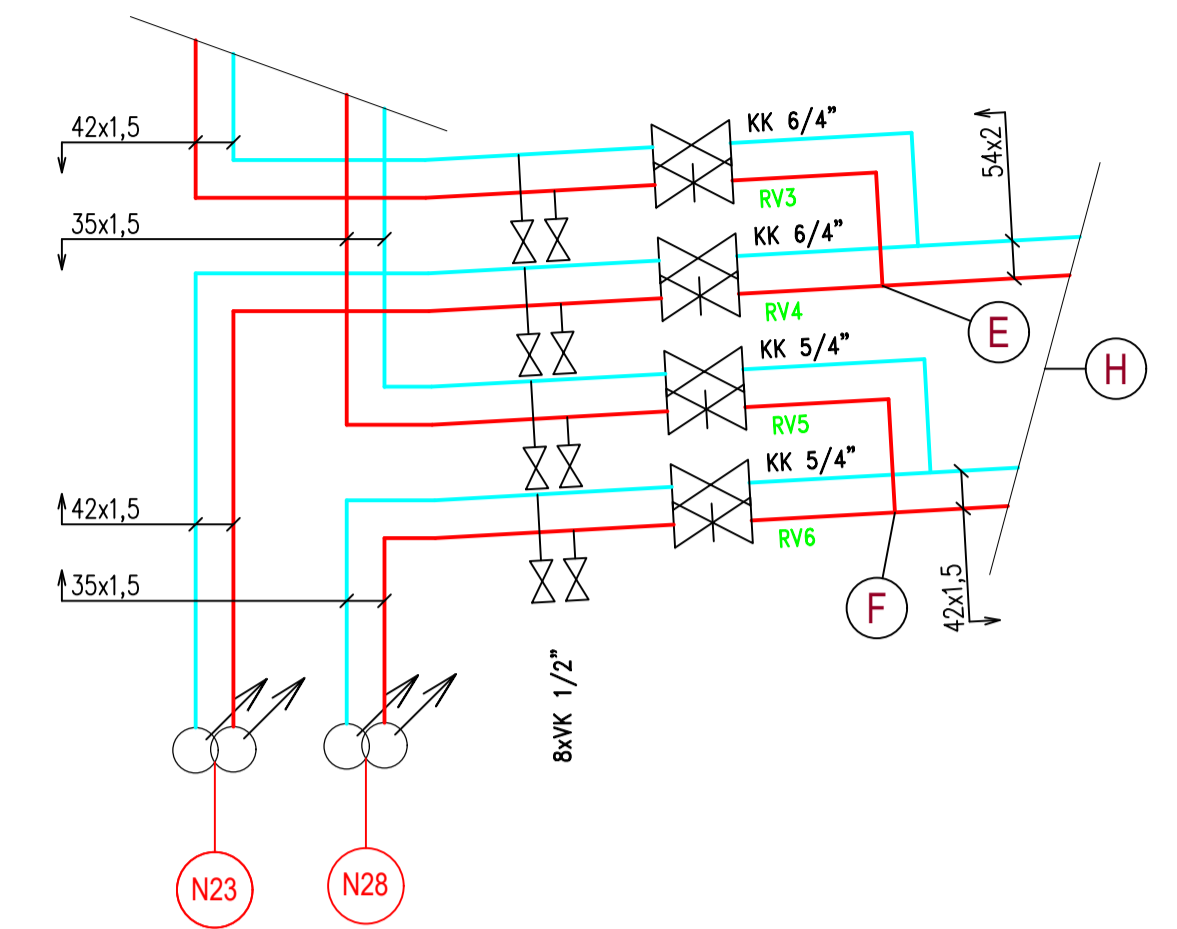 KK 6/4”
42x1,5
54x2
RV3
35x1,5
KK 6/4”
RV4
E
KK 5/4”
H
RV5
KK 5/4”
42x1,5
RV6
35x1,5
F
42x1,5
8xVK 1/2”
N23
N28